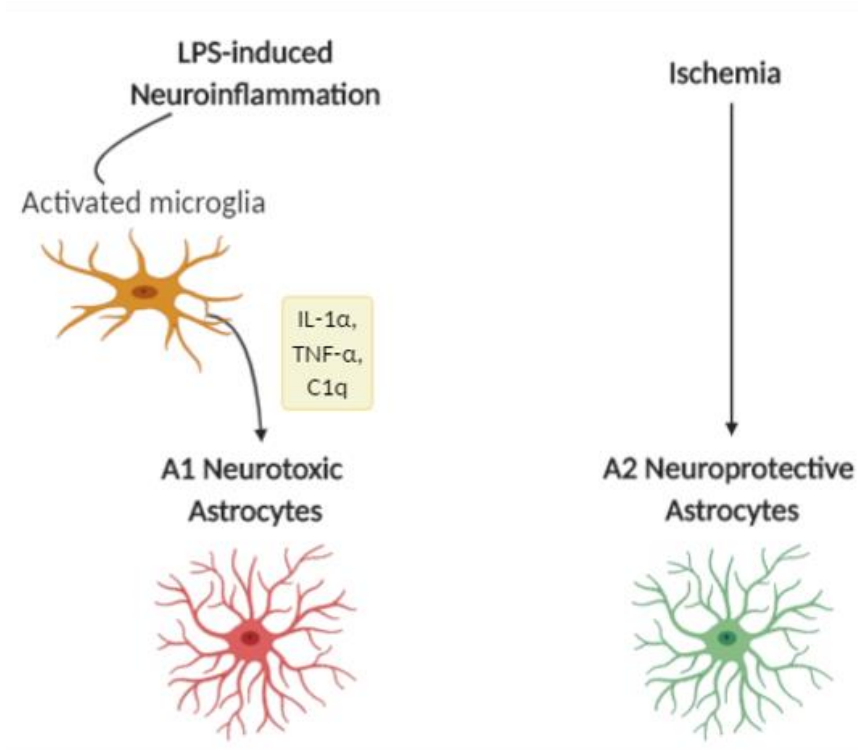 LPS-induced
Neuroinflammation
Activated microglia
IL-1α,
TNF-α,
C1q
A1 Neurotoxic
Astrocytes
Ischemia
A2 Neuroprotective
Astrocytes